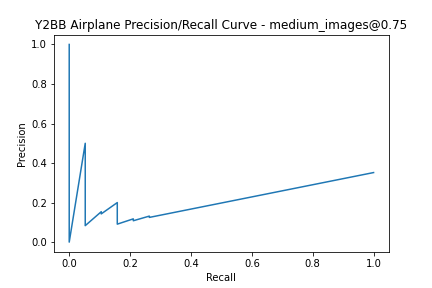 Y2BB Airplane Precision/Recall Curve - medium_images@0.75
1.0
0.8
0.6
0.4
0.2
0.0
Precision
0.0 0.2 0.4 0.6 0.8 1.0
Recall